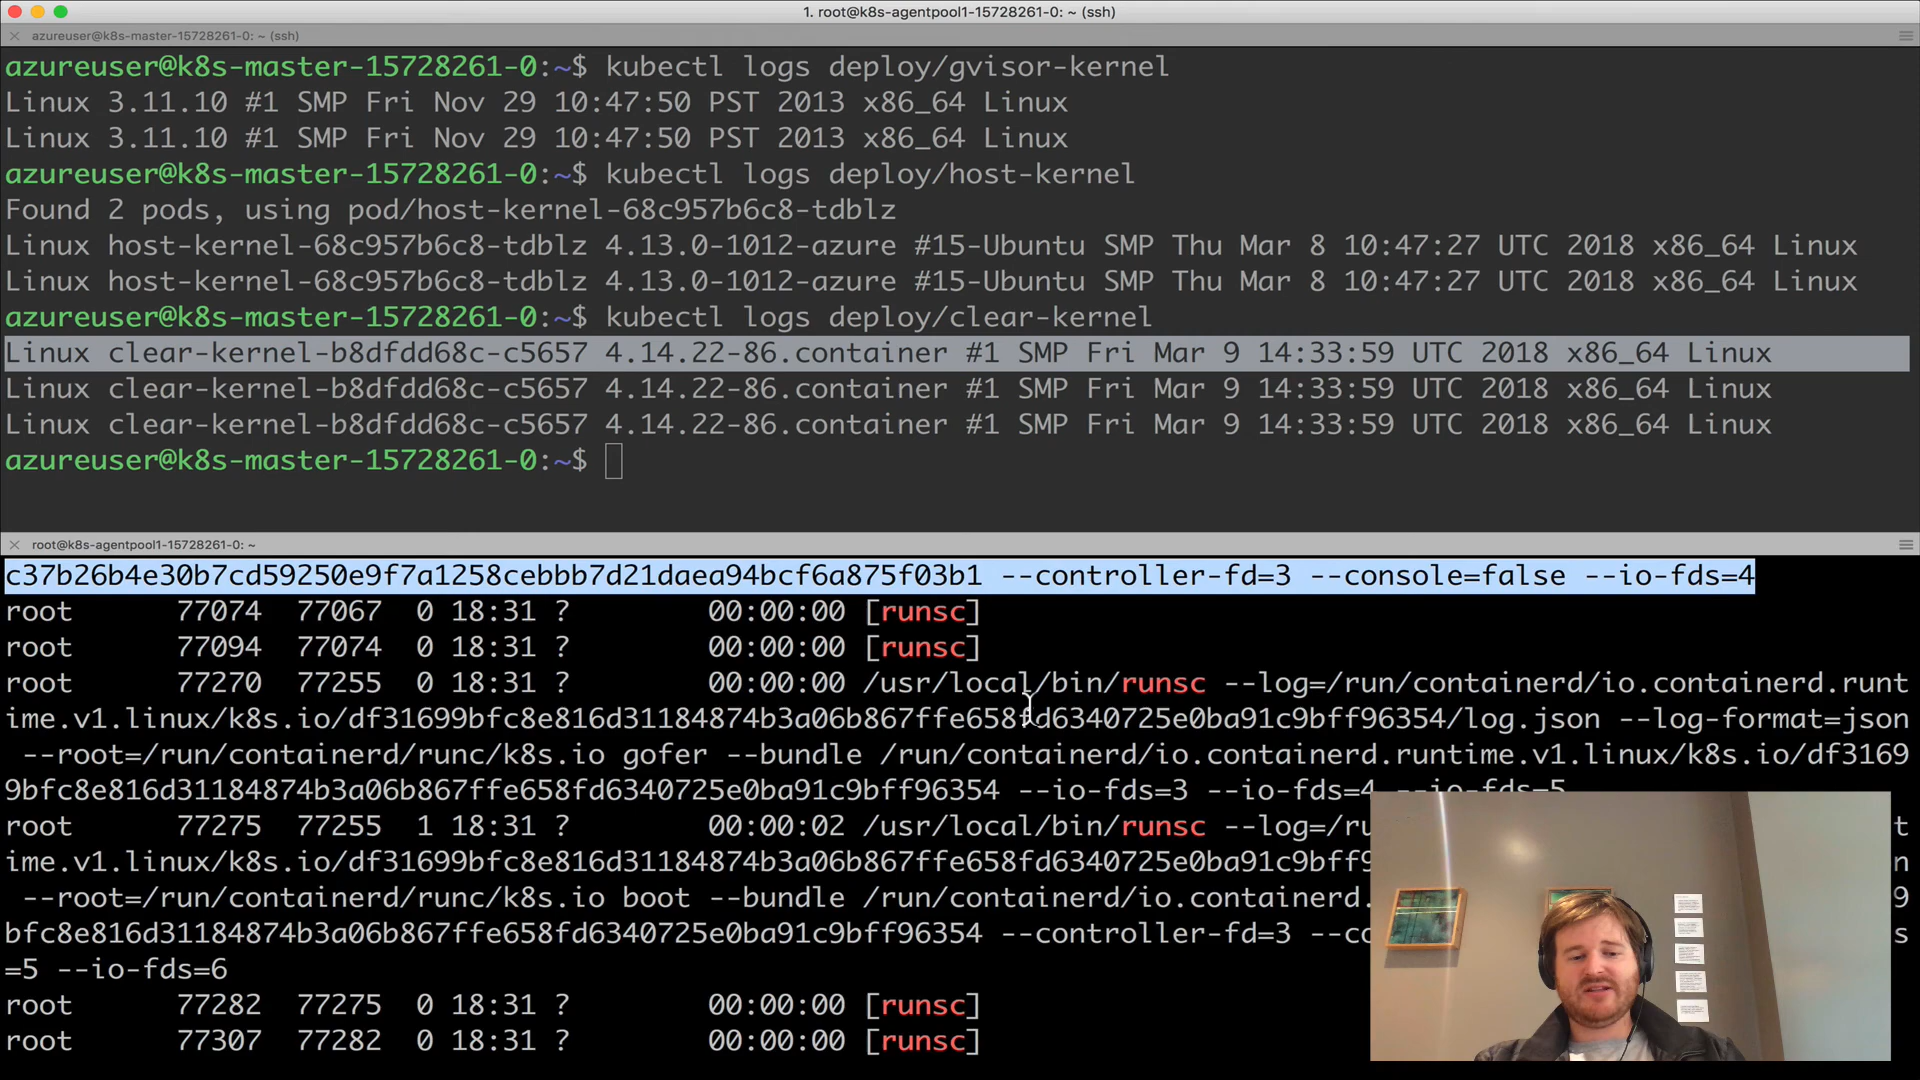 1. root@k8s-agentpool1-15728261-0: ~ (ssh)
azureuser@k8s-master-15728261-0: ~ (ssh)
azureuser@k8s-master-15728261-0:~$ kubectl logs deploy/gvisor-kernel
Linux 3.11.10 #1 SMP Fri Nov 29 10:47:50 PST 2013 x86_64 Linux
Linux 3.11.10 #1 SMP Fri Nov 29 10:47:50 PST 2013 x86_64 Linux
azureuser@k8s-master-15728261-0:~$ kubectl logs deploy/host-kernel
Found 2 pods, using pod/host-kernel-68c957b6c8-tdblz
Linux host-kernel-68c957b6c8-tdblz 4.13.0-1012-azure #15-Ubuntu SMP Thu Mar 8 10:47:27 UTC 2018 x86_64 Linux
Linux host-kernel-68c957b6c8-tdblz 4.13.0-1012-azure #15-Ubuntu SMP Thu Mar 8 10:47:27 UTC 2018 x86_64 Linux
azureuser@k8s-master-15728261-0:~$ kubectl logs deploy/clear-kernel
Linux clear-kernel-b8dfdd68c-c5657 4.14.22-86.container #1 SMP Fri Mar 9 14:33:59 UTC 2018 x86_64 Linux
Linux clear-kernel-b8dfdd68c-c5657 4.14.22-86.container #1 SMP Fri Mar 9 14:33:59 UTC 2018 x86_64 Linux
Linux clear-kernel-b8dfdd68c-c5657 4.14.22-86.container #1 SMP Fri Mar 9 14:33:59 UTC 2018 x86_64 Linux
azureuser@k8s-master-15728261-0:~$
root@k8s-agentpool1-15728261-0: ~
c37b26b4e30b7cd59250e9f7a1258cebbb7d21daea94bcf6a875f03b1 --controller-fd=3 --console=false --io-fds=4
root 77074 77067 0 18:31 ? 00:00:00 [runsc]
root 77094 77074 0 18:31 ? 00:00:00 [runsc]
root 77270 77255 0 18:31 ? 00:00:00 /usr/local/bin/runsc --log=/run/containerd/io.containerd.runt
ime.v1.linux/k8s.io/df31699bfc8e816d31184874b3a06b867ffe658fd6340725e0ba91c9bff96354/log.json --log-format=json
--root=/run/containerd/runc/k8s.io gofer --bundle /run/containerd/io.containerd.runtime.v1.linux/k8s.io/df3169
9bfc8e816d31184874b3a06b867ffe658fd6340725e0ba91c9bff96354 --io-fds=3 --io-fds=4 --io-fds=5
root 77275 77255 1 18:31 ? 00:00:02 /usr/local/bin/runsc --log=/ru t
ime.v1.linux/k8s.io/df31699bfc8e816d31184874b3a06b867ffe658fd6340725e0ba91c9bff9 n
--root=/run/containerd/runc/k8s.io boot --bundle /run/containerd/io.containerd. 9
bfc8e816d31184874b3a06b867ffe658fd6340725e0ba91c9bff96354 --controller-fd=3 --co s
=5 --io-fds=6
root 77282 77275 0 18:31 ? 00:00:00 [runsc]
root 77307 77282 0 18:31 ? 00:00:00 [runsc]